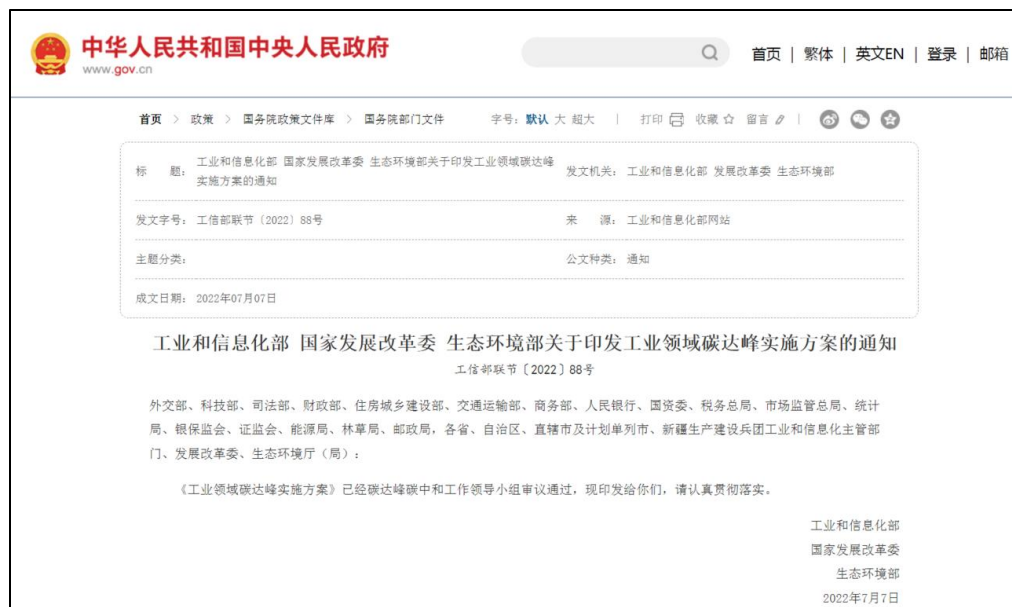 中华人民共和国中央人民政府
www.gov.cn
首页 | 繁体 | 英文EN | 登录 | 邮箱
首页 > 政策 > 国务院政策文件库 > 国务院部门文件 字号：默认 大 超大 | 打印 收藏 留言 |
标 题： 工业和信息化部 国家发展改革委 生态环境部关于印发工业领域碳达峰
实施方案的通知
发文机关： 工业和信息化部 发展改革委 生态环境部
发文字号： 工信部联节〔2022〕88号
来 源： 工业和信息化部网站
主题分类：
公文种类： 通知
成文日期： 2022年07月07日
工业和信息化部 国家发展改革委 生态环境部关于印发工业领域碳达峰实施方案的通知
工信部联节〔2022〕88号
外交部、科技部、司法部、财政部、住房城乡建设部、交通运输部、商务部、人民银行、国资委、税务总局、市场监管总局、统计
局、银保监会、证监会、能源局、林草局、邮政局，各省、自治区、直辖市及计划单列市、新疆生产建设兵团工业和信息化主管部
门、发展改革委、生态环境厅（局）：
《工业领域碳达峰实施方案》已经碳达峰碳中和工作领导小组审议通过，现印发给你们，请认真贯彻落实。
工业和信息化部
国家发展改革委
生态环境部
2022年7月7日